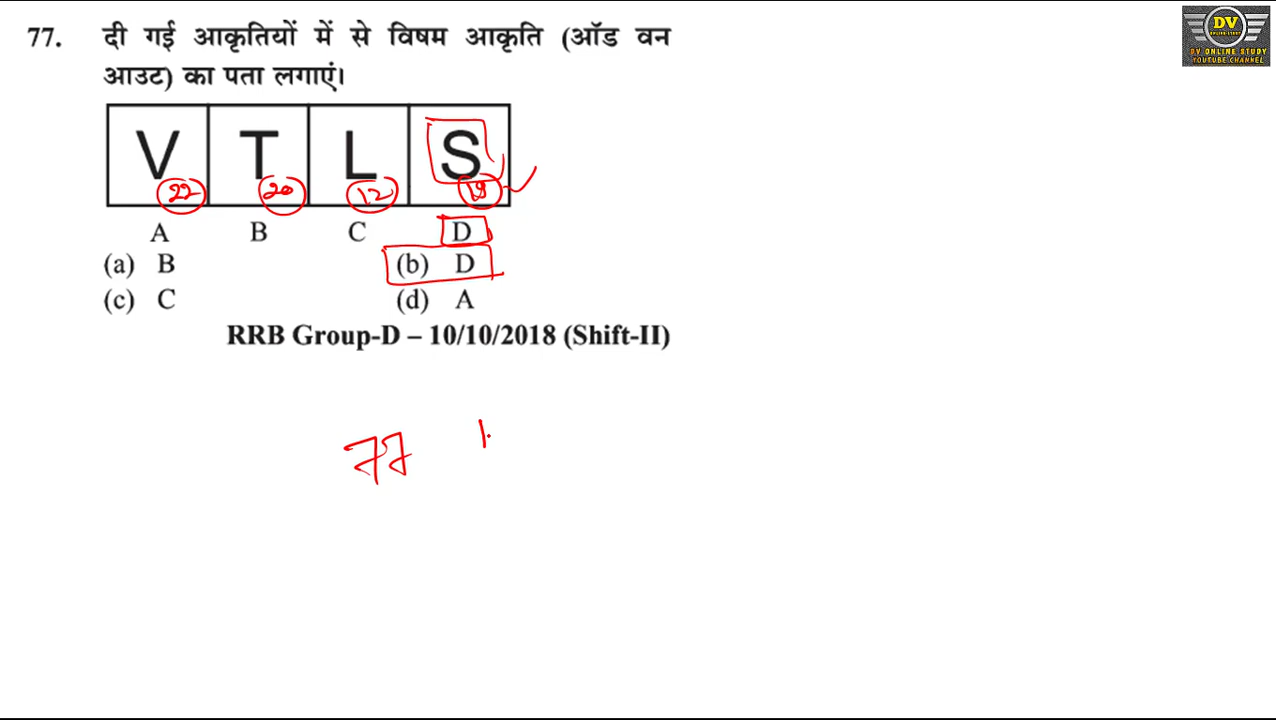 77. दी गई आकृतियों में से विषम आकृति (ऑड वन
आउट) का पता लगाएं।
V T L S
22 20 12 19
A B C D
(a) B (b) D
(c) C (d) A
RRB Group-D – 10/10/2018 (Shift-II)
77
DV
DV ONLINE STUDY
YOUTUBE CHANNEL